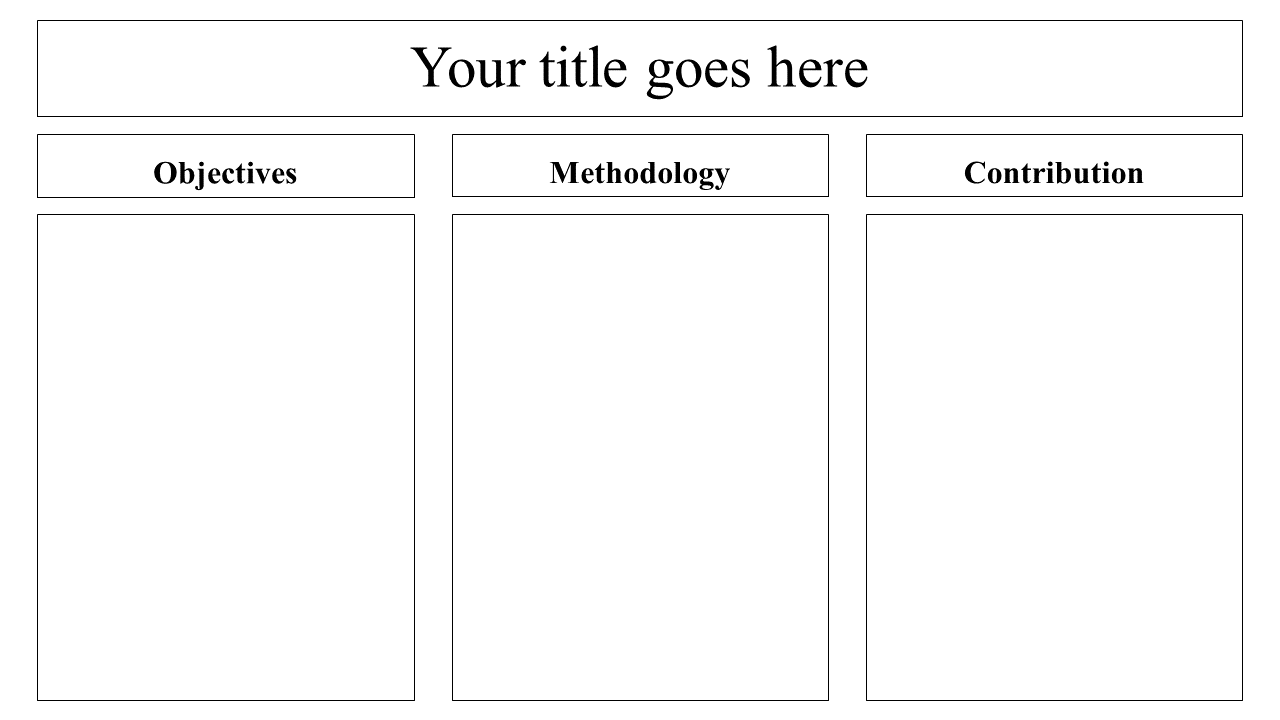 Your title goes here
Objectives
Methodology
Contribution